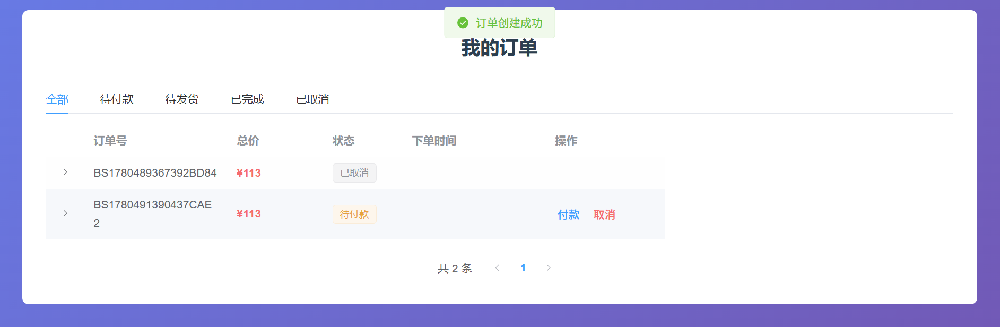 订单创建成功
我的订单
全部 待付款 待发货 已完成 已取消
订单号 总价 状态 下单时间 操作
BS1780489367392BD84 ¥113 已取消
BS1780491390437CAE
2 ¥113 待付款 付款 取消
共 2 条 1